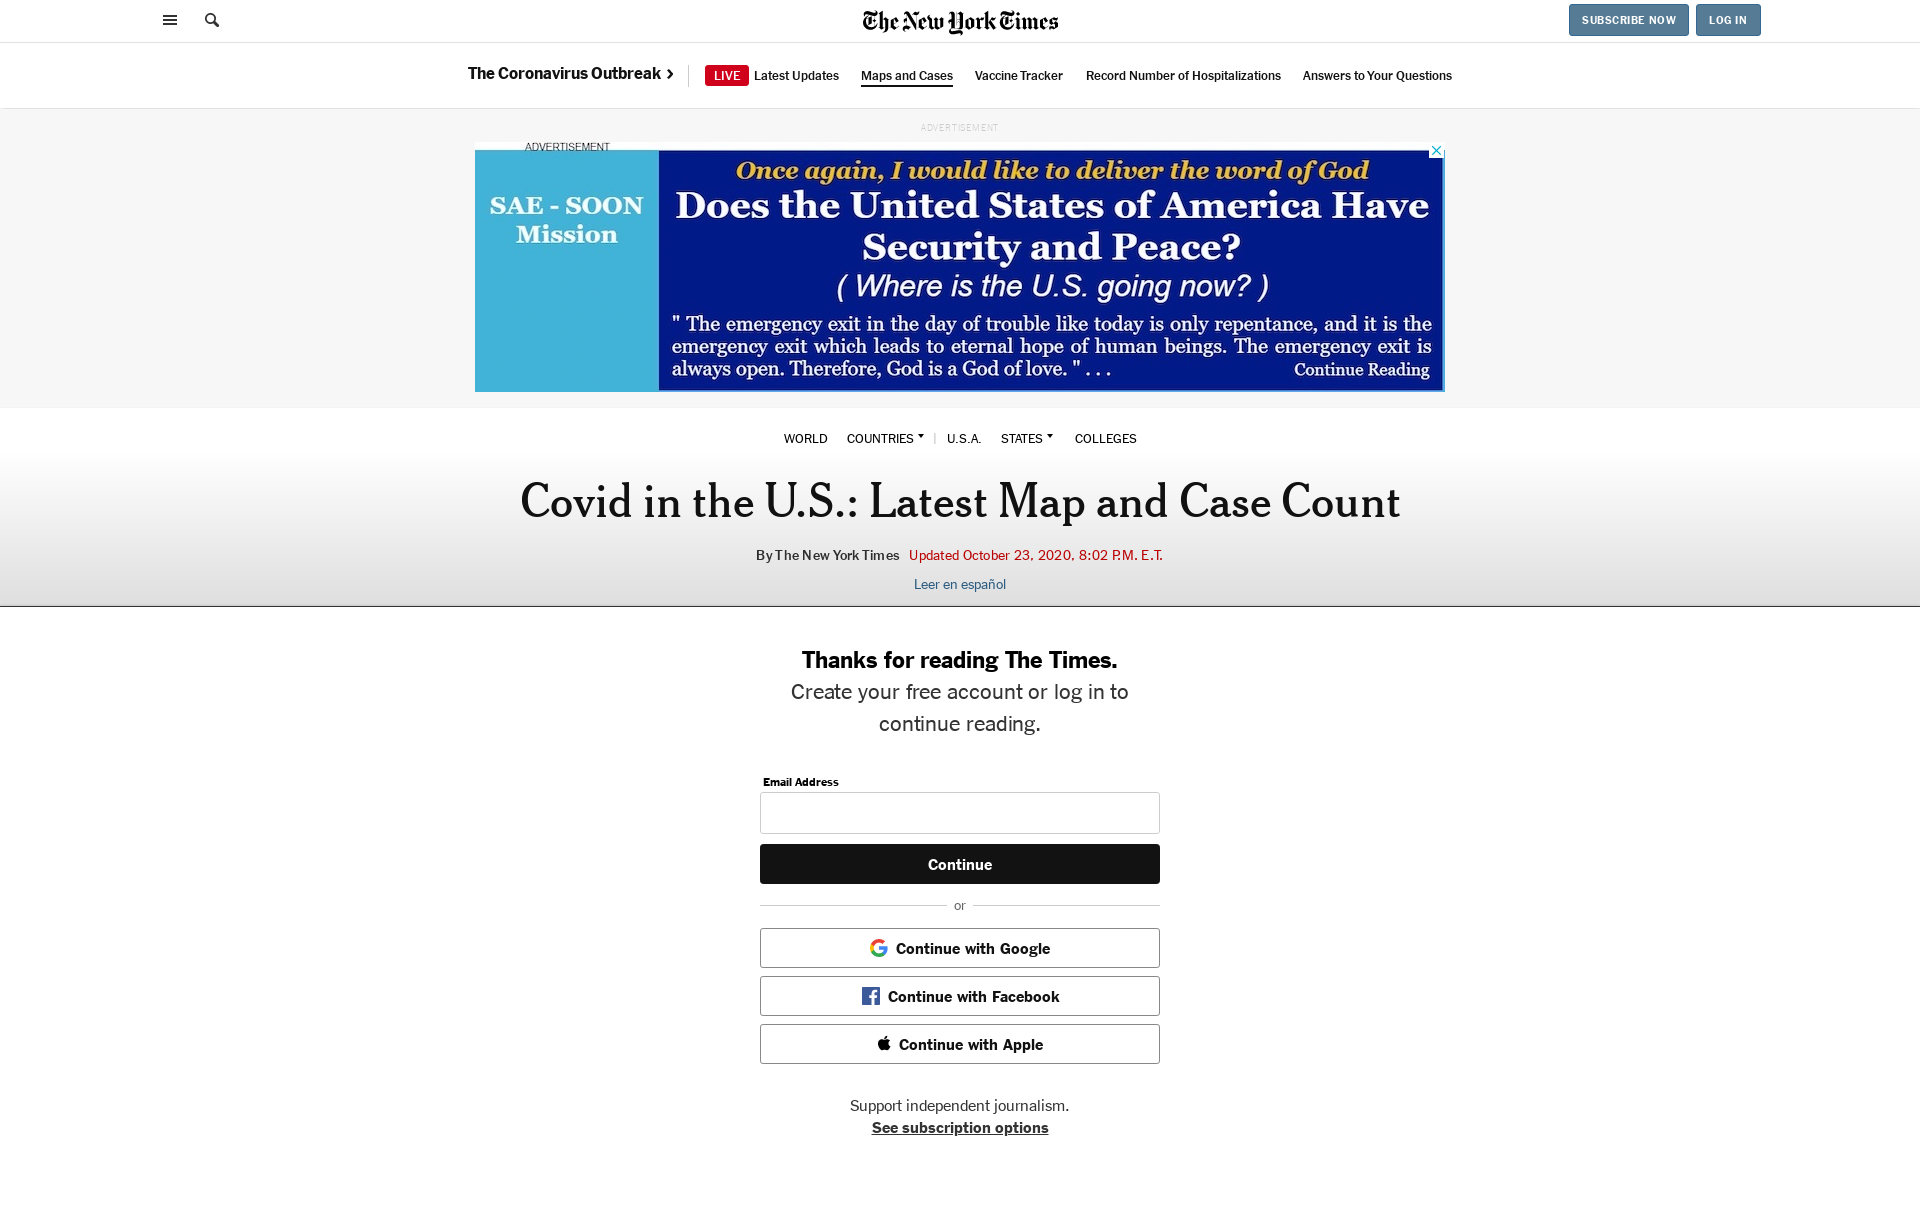 The New York Times
SUBSCRIBE NOW
LOG IN
The Coronavirus Outbreak
LIVE Latest Updates
Maps and Cases
Vaccine Tracker
Record Number of Hospitalizations
Answers to Your Questions
ADVERTISEMENT
ADVERTISEMENT
SAE - SOON
Mission
Once again, I would like to deliver the word of God
Does the United States of America Have
Security and Peace?
( Where is the U.S. going now? )
" The emergency exit in the day of trouble like today is only repentance, and it is the
emergency exit which leads to eternal hope of human beings. The emergency exit is
always open. Therefore, God is a God of love. " . . .
Continue Reading
WORLD COUNTRIES | U.S.A. STATES COLLEGES
Covid in the U.S.: Latest Map and Case Count
By The New York Times Updated October 23, 2020, 8:02 P.M. E.T.
Leer en español
Thanks for reading The Times.
Create your free account or log in to
continue reading.
Email Address
Continue
or
Continue with Google
Continue with Facebook
Continue with Apple
Support independent journalism.
See subscription options